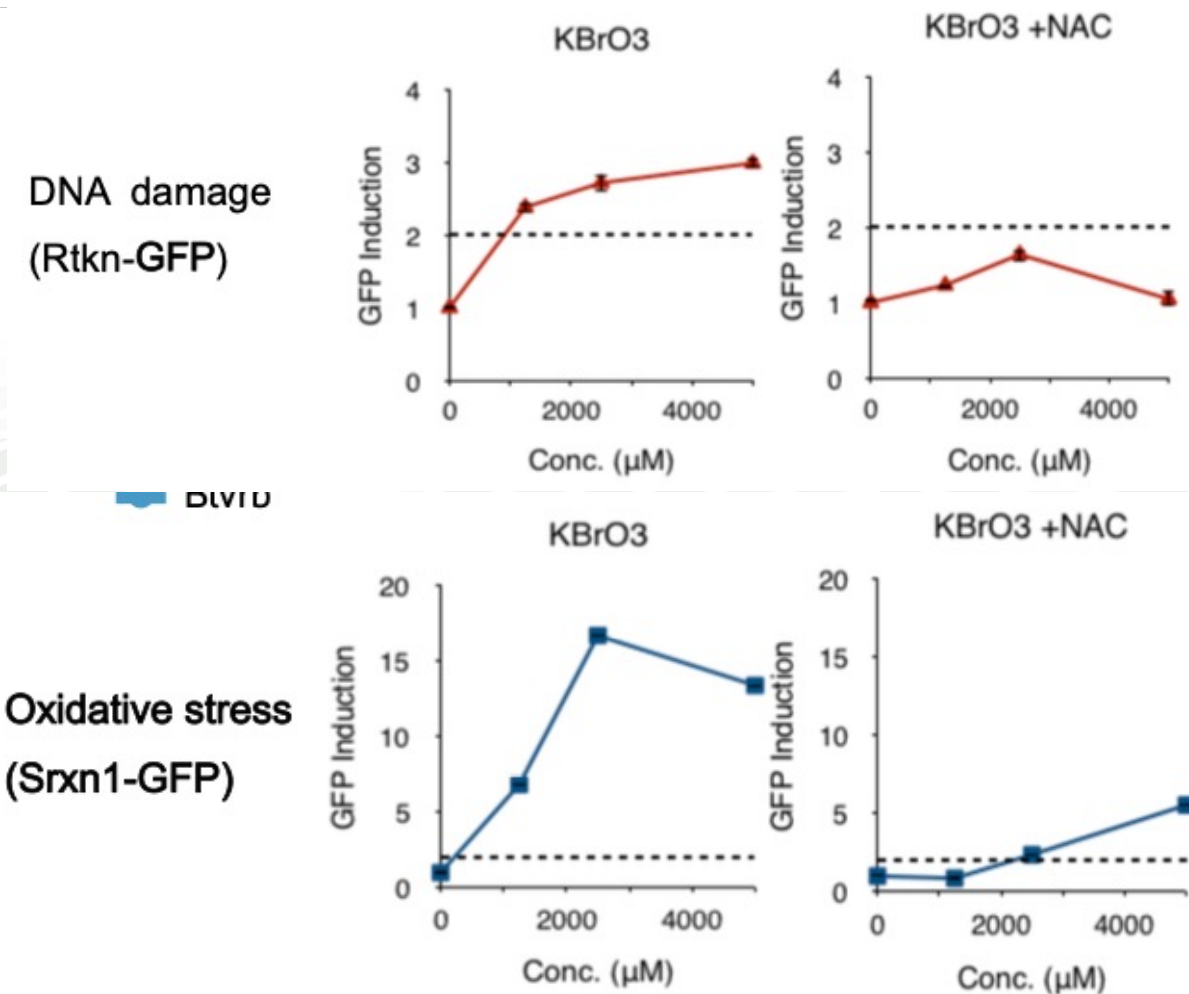 KBrO3
KBrO3 +NAC
DNA damage
(Rtkn-GFP)
GFP Induction
4
3
2
1
0
0 2000 4000
Conc. (µM)
GFP Induction
4
3
2
1
0
0 2000 4000
Conc. (µM)
KBrO3
KBrO3 +NAC
Oxidative stress
(Srxn1-GFP)
GFP Induction
20
15
10
5
0
0 2000 4000
Conc. (µM)
GFP Induction
20
15
10
5
0
0 2000 4000
Conc. (µM)